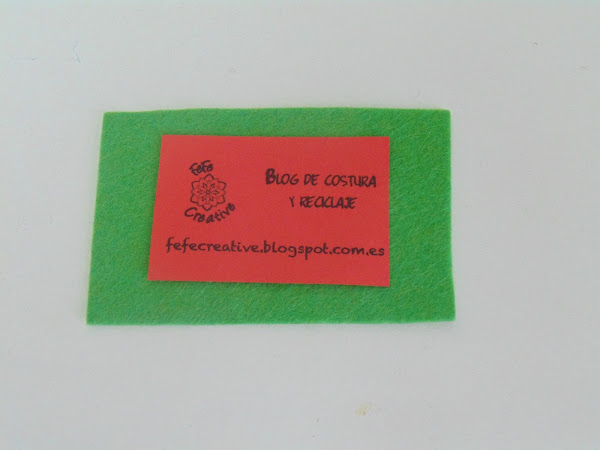 FeFe
Creative
BLOG DE COSTURA
Y RECICLAJE
fefecreative.blogspot.com.es